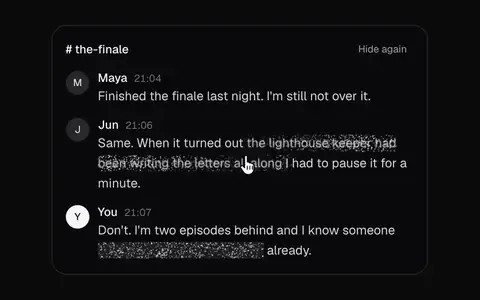 # the-finale
Hide again
M
Maya 21:04
Finished the finale last night. I'm still not over it.
J
Jun 21:06
Same. When it turned out the lighthouse keeper had
been writing the letters all along I had to pause it for a
minute.
Y
You 21:07
Don't. I'm two episodes behind and I know someone
already.